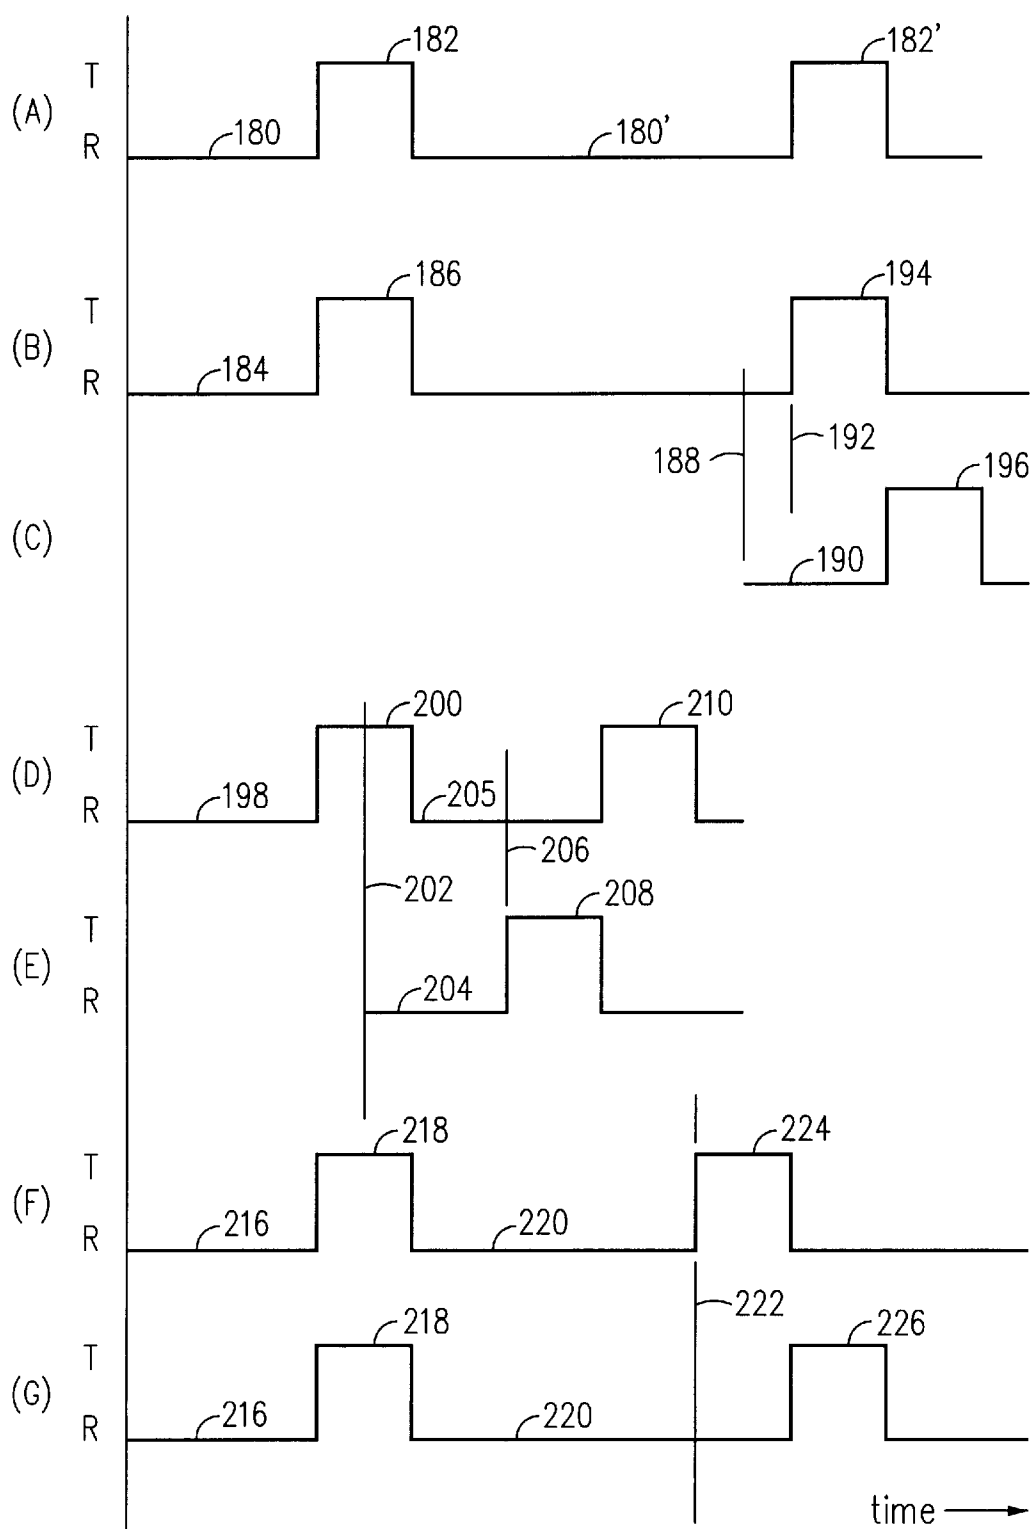 182 182'
T
(A)
R 180 180'
186 194
T
(B)
R 184
192
188
196
(C)
190
200 210
T
(D)
R 198 205
206
202 208
T
(E)
R 204
218 224
T
(F)
R 216 220
222
218 226
T
(G)
R 216 220
time